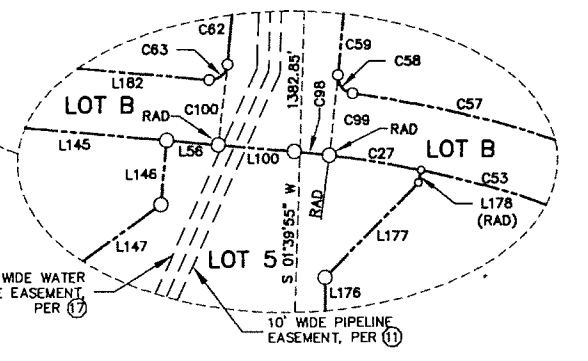 C62
C63
L182
LOT B
RAD
C100
L145
L56
L146
L147
L100
1382.85'
C98
S 01°39'55" W
C59
C58
C57
C99
RAD
C27
LOT B
C53
RAD
L178
(RAD)
L177
L176
LOT 5
WIDE WATER
E EASEMENT,
PER 17
10' WIDE PIPELINE
EASEMENT, PER 11